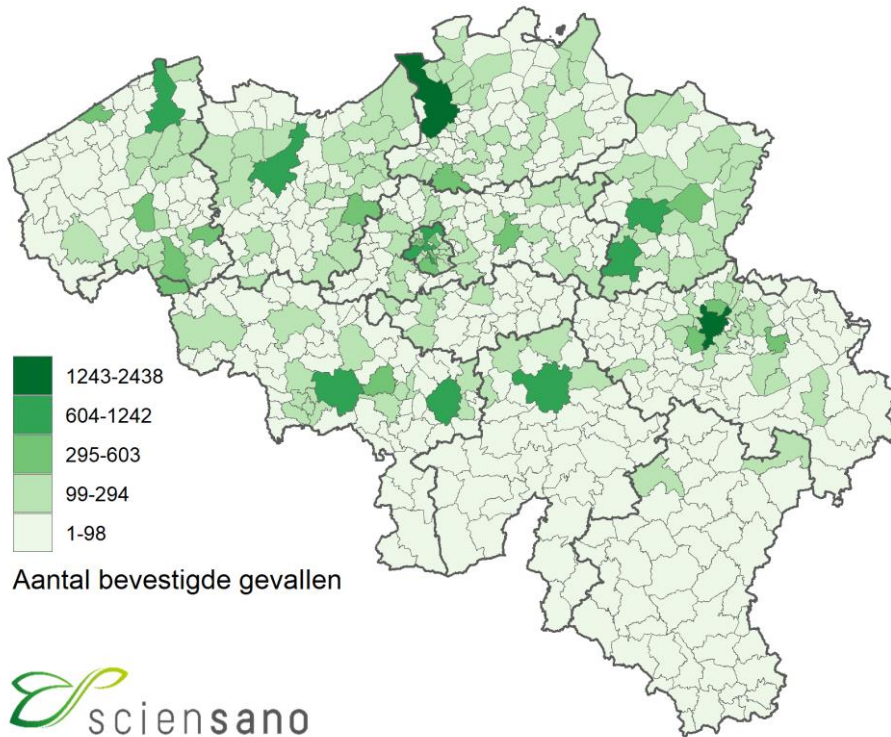 1243-2438
604-1242
295-603
99-294
1-98
Aantal bevestigde gevallen
sciensano